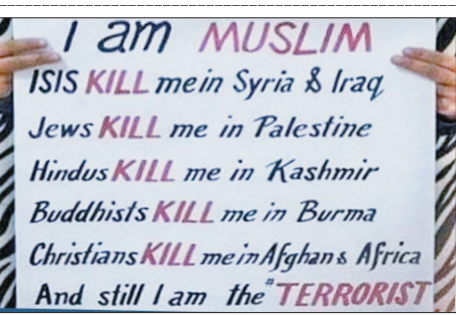 I am MUSLIM
ISIS KILL me in Syria & Iraq
Jews KILL me in Palestine
Hindus KILL me in Kashmir
Buddhists KILL me in Burma
Christians KILL me in Afghan & Africa
And still I am the "TERRORIST